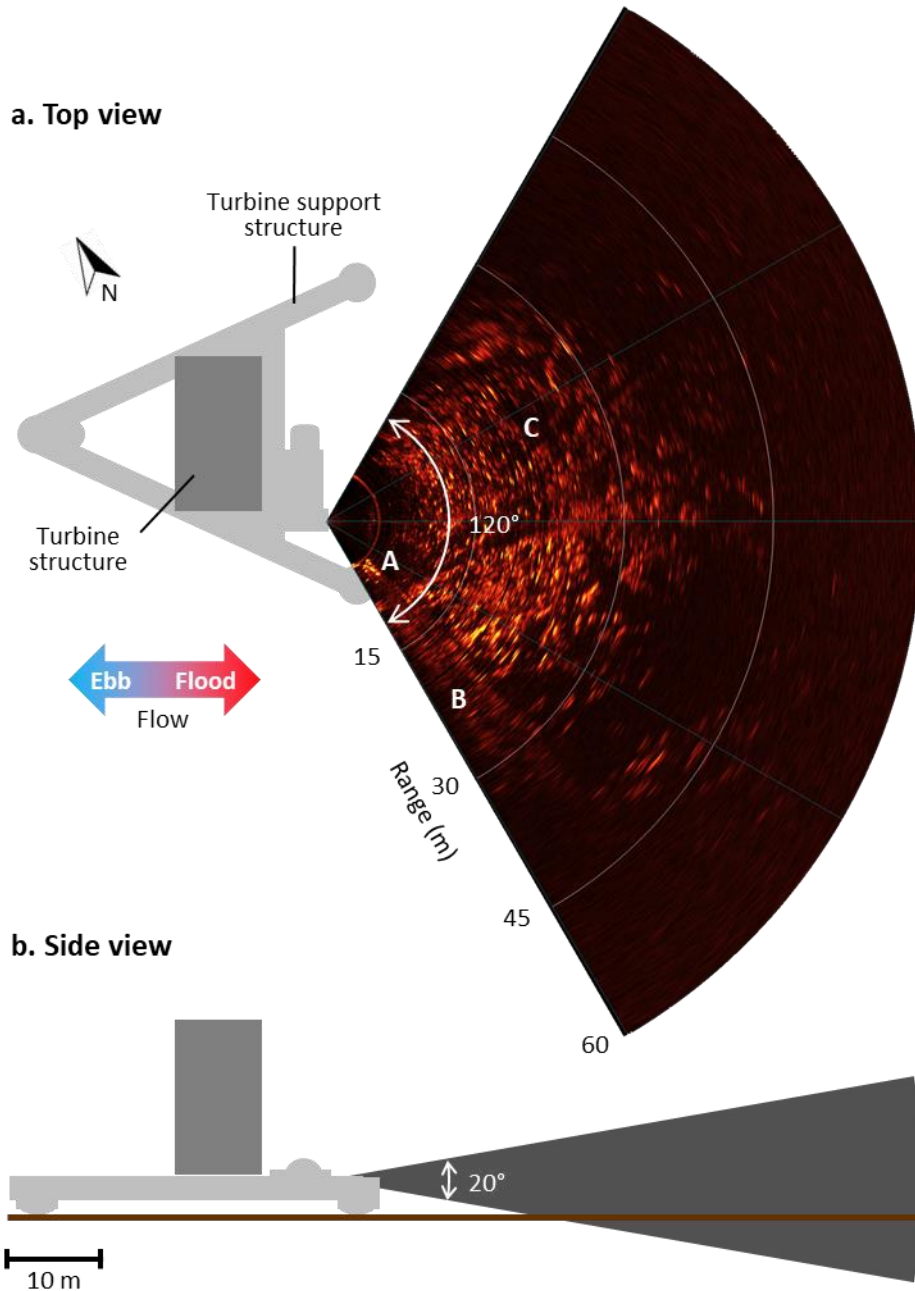 a. Top view
Turbine support
structure
N
C
120°
Turbine
structure
A
15
Ebb
Flood
B
Flow
Range (m)
30
45
b. Side view
60
20°
10 m